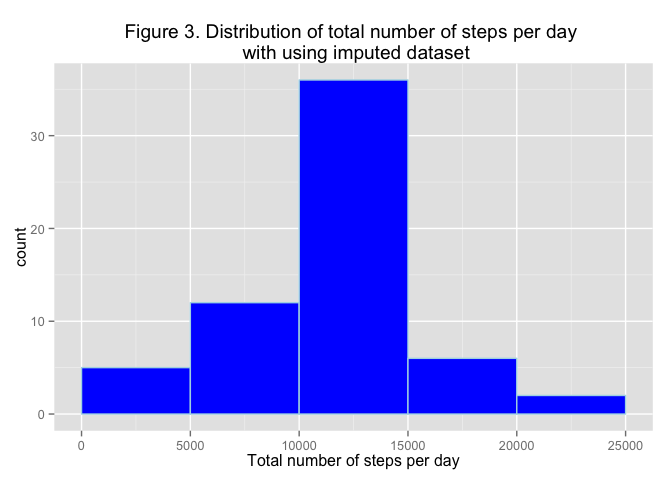 Figure 3. Distribution of total number of steps per day
with using imputed dataset
count
30
20
10
0
0 5000 10000 15000 20000 25000
Total number of steps per day